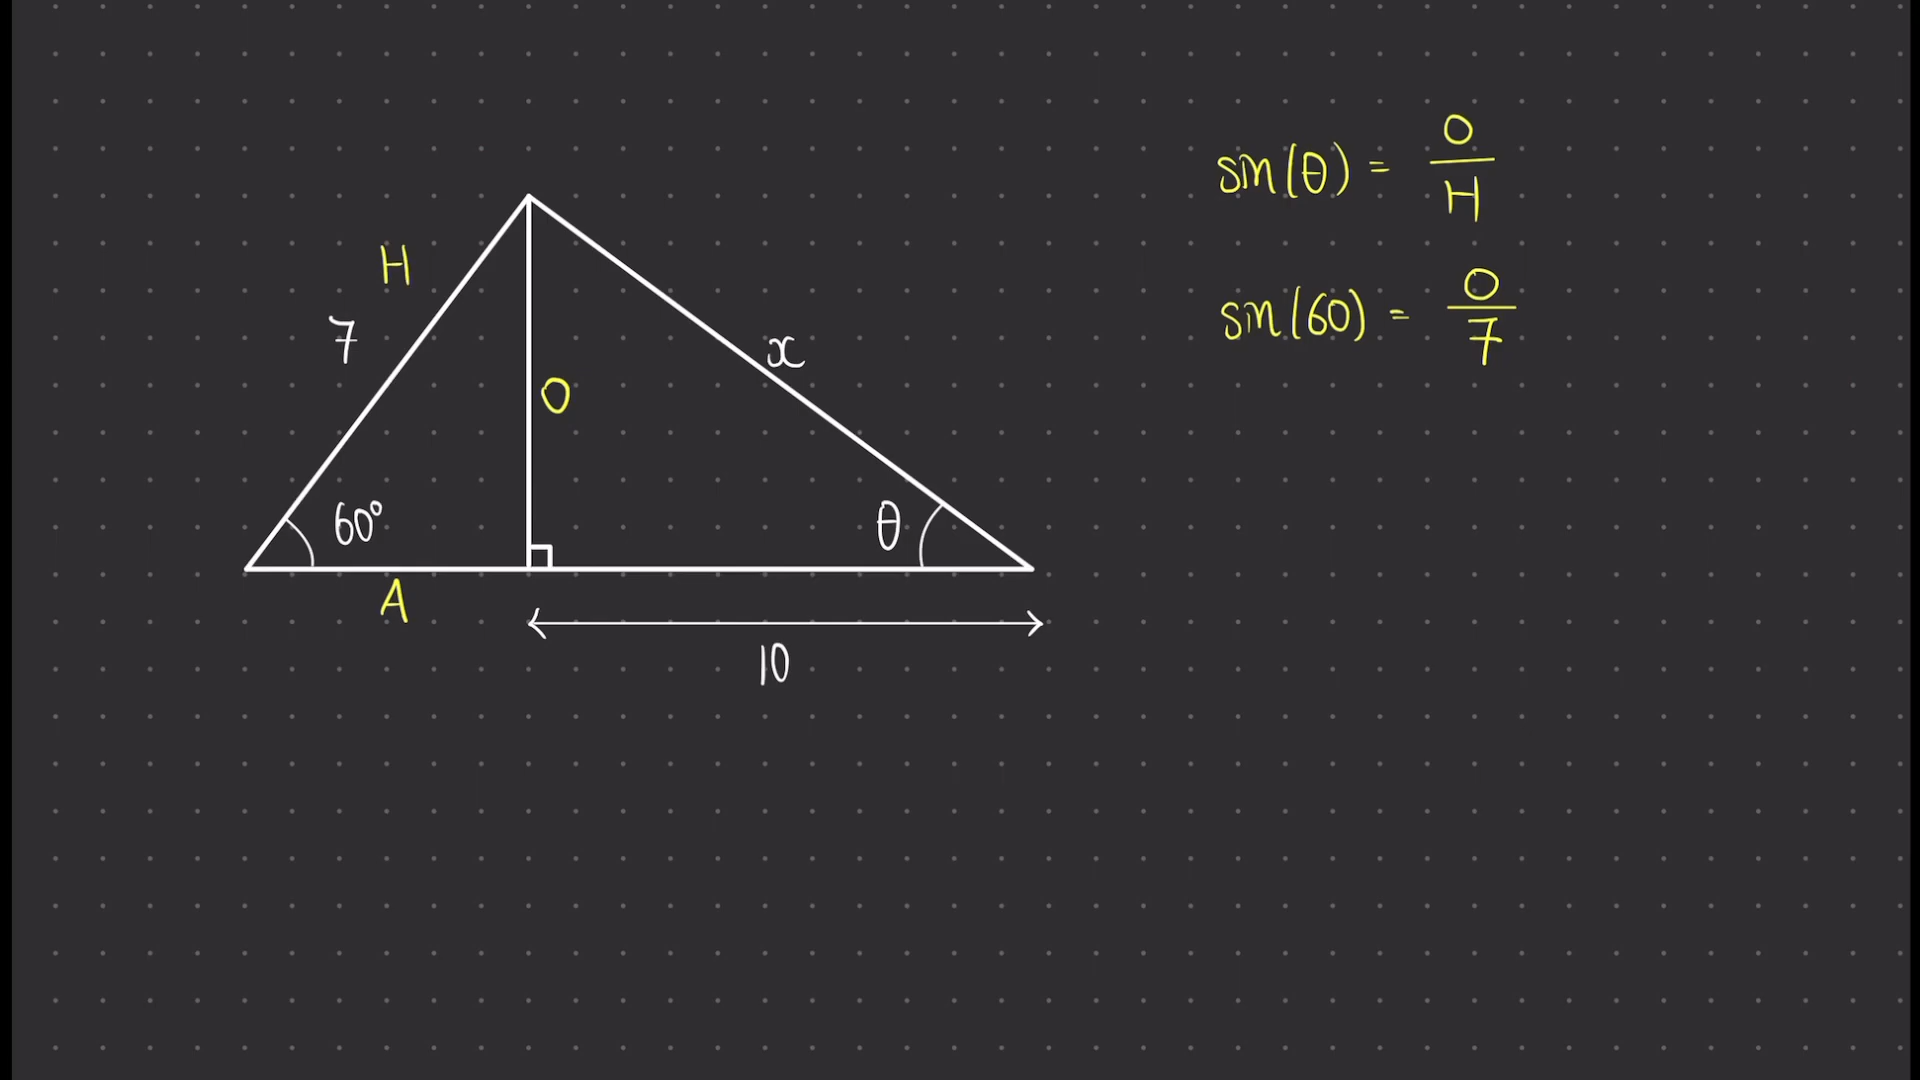 sin(θ) = O/H
H
7
x
sin(60) = O/7
O
60°
θ
A
10